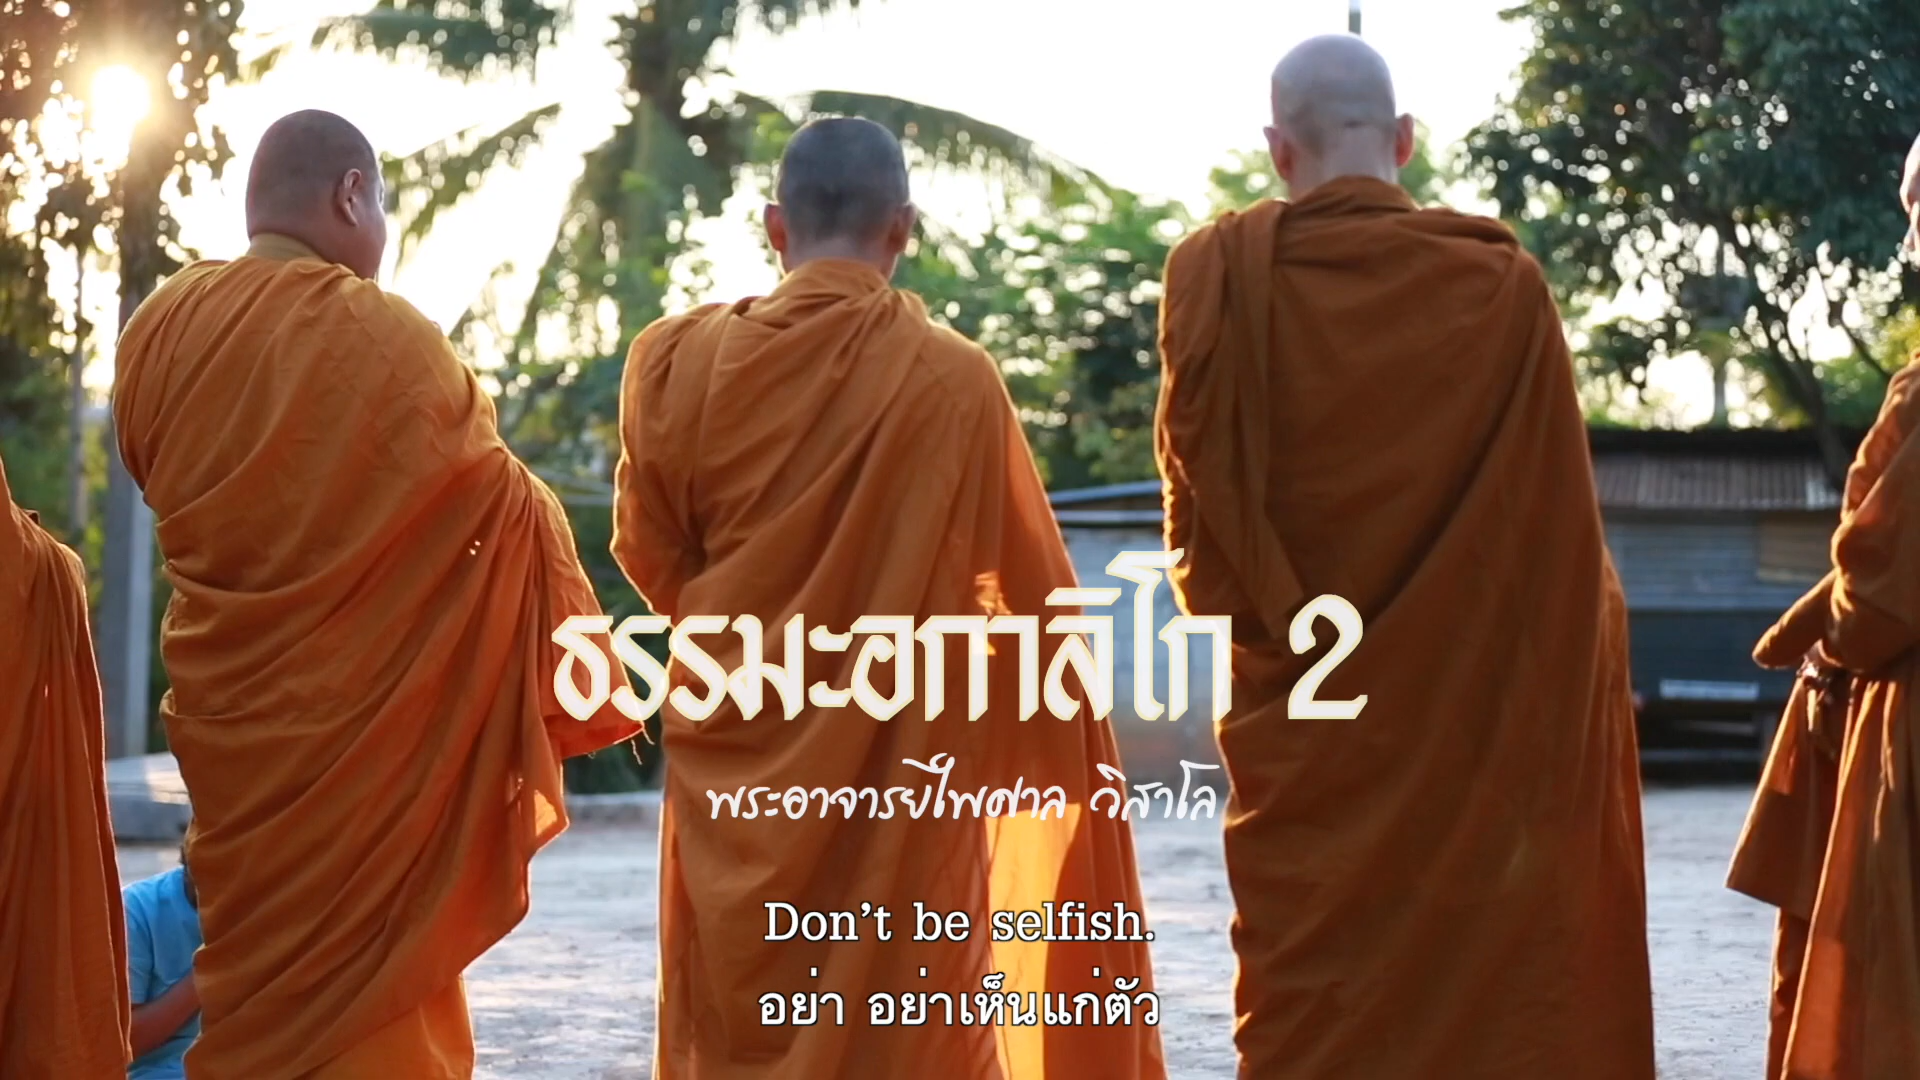 ธรรมะอกาลิโก 2
พระอาจารย์ไพศาล วิสาโล
Don't be selfish.
อย่า อย่าเห็นแก่ตัว